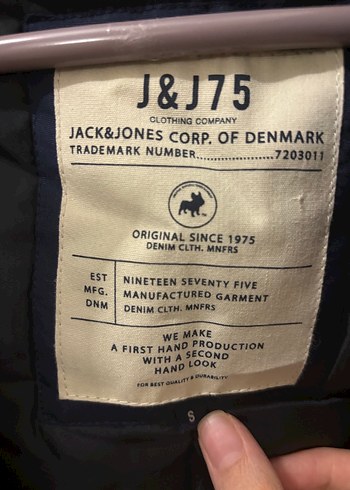 J&J75
CLOTHING COMPANY
JACK&JONES CORP. OF DENMARK
TRADEMARK NUMBER......................7203011
ORIGINAL SINCE 1975
DENIM CLTH. MNFRS
EST
MFG.
DNM
NINETEEN SEVENTY FIVE
MANUFACTURED GARMENT
DENIM CLTH. MNFRS
WE MAKE
A FIRST HAND PRODUCTION
WITH A SECOND
HAND LOOK
FOR BEST QUALITY & DURABILITY
S